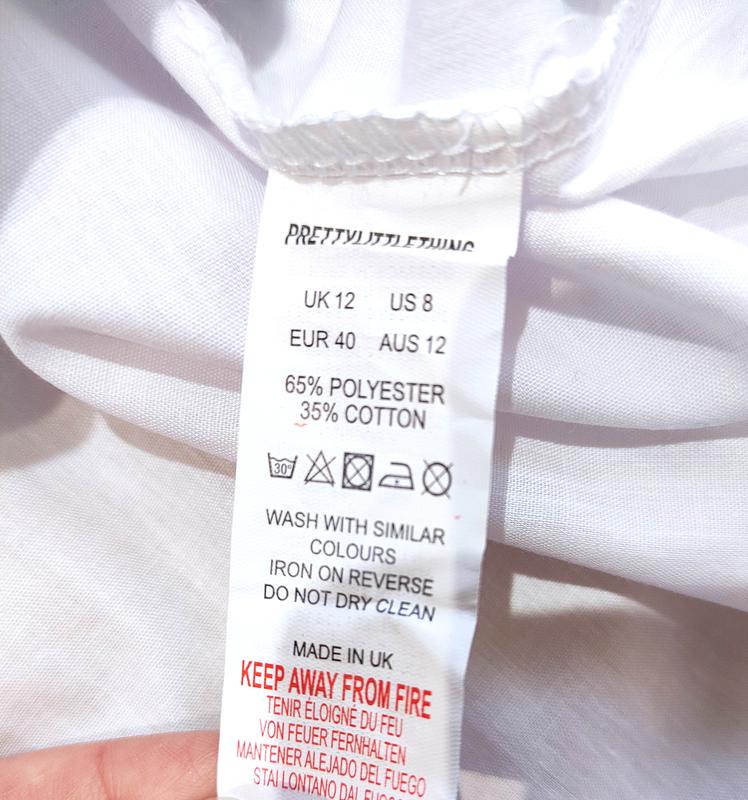 PRETTYLITTLETHING
UK 12 US 8
EUR 40 AUS 12
65% POLYESTER
35% COTTON
30°
WASH WITH SIMILAR
COLOURS
IRON ON REVERSE
DO NOT DRY CLEAN
MADE IN UK
KEEP AWAY FROM FIRE
TENIR ÉLOIGNÉ DU FEU
VON FEUER FERNHALTEN
MANTENER ALEJADO DEL FUEGO
STAI LONTANO DAL FUOCO